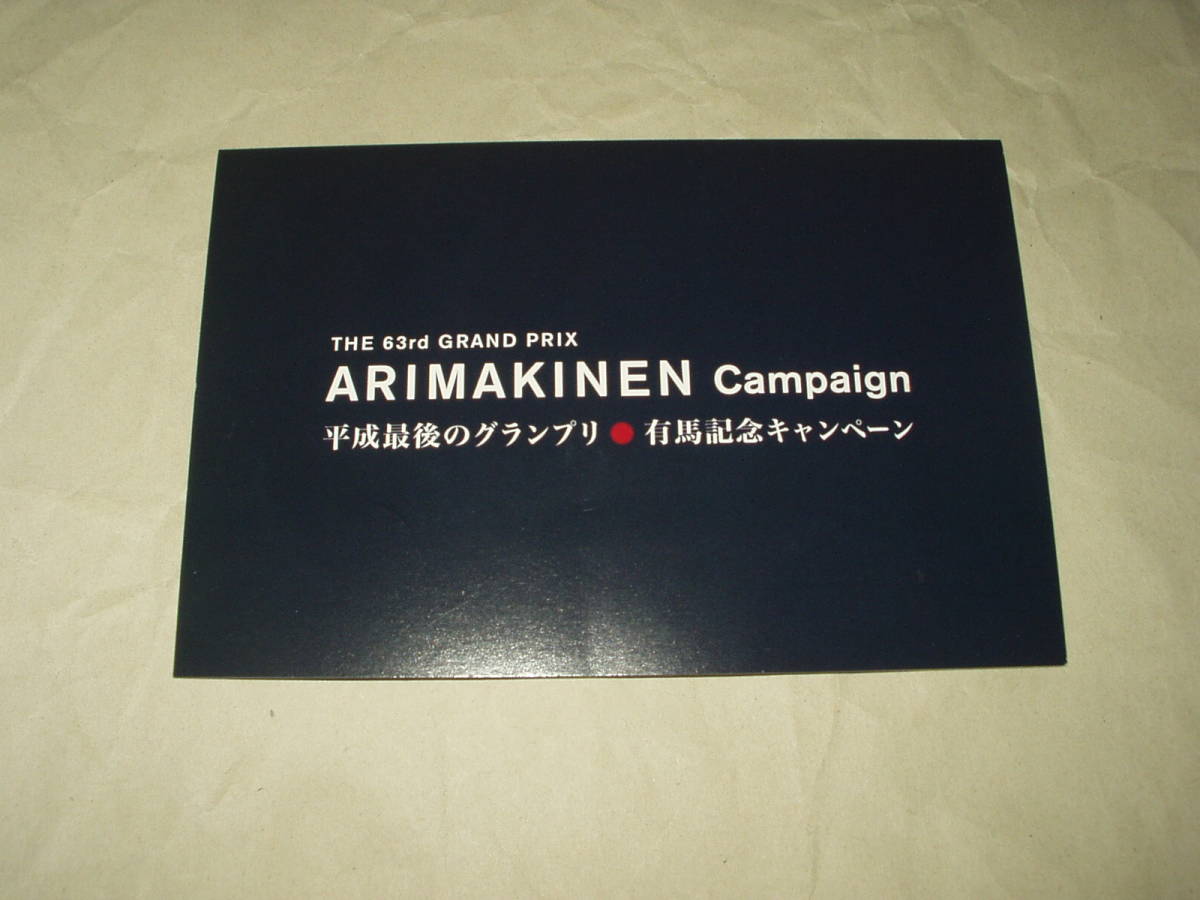 THE 63rd GRAND PRIX
ARIMAKINEN Campaign
平成最後のグランプリ●有馬記念キャンペーン